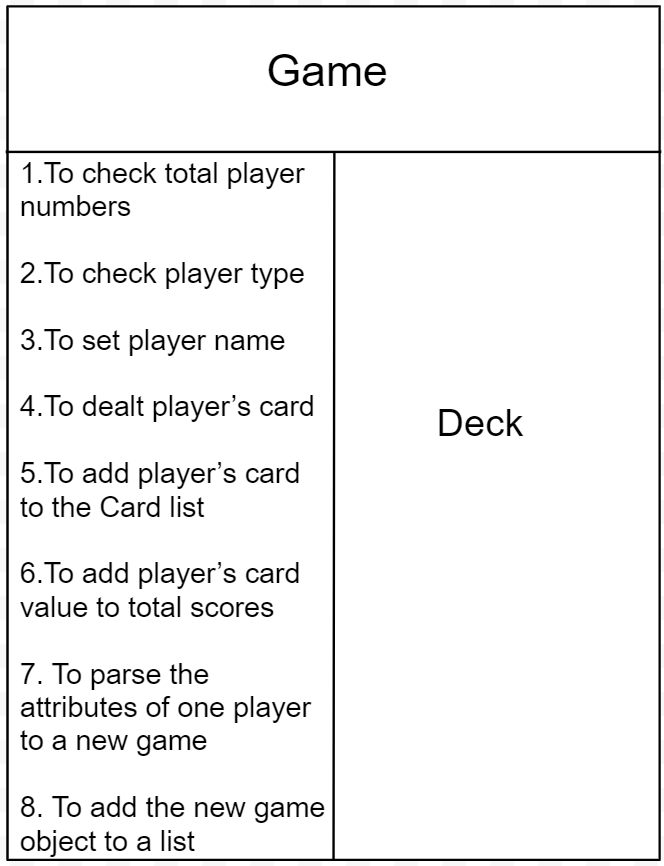 Game
1.To check total player
numbers
2.To check player type
3.To set player name
4.To dealt player’s card
5.To add player’s card
to the Card list
6.To add player’s card
value to total scores
7. To parse the
attributes of one player
to a new game
8. To add the new game
object to a list
Deck